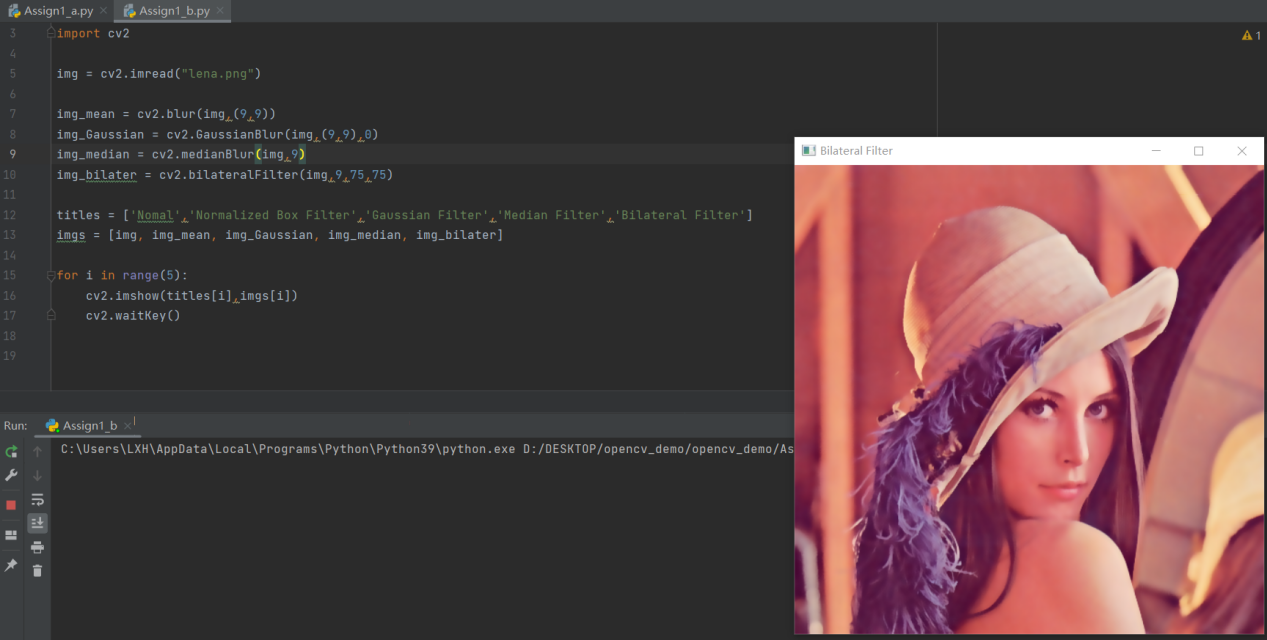 Assign1_a.py × Assign1_b.py ×
3 import cv2
4
5 img = cv2.imread("lena.png")
6
7 img_mean = cv2.blur(img,(9,9))
8 img_Gaussian = cv2.GaussianBlur(img,(9,9),0)
9 img_median = cv2.medianBlur(img,9)
10 img_bilater = cv2.bilateralFilter(img,9,75,75)
11
12 titles = ['Nomal','Normalized Box Filter','Gaussian Filter','Median Filter','Bilateral Filter']
13 imgs = [img, img_mean, img_Gaussian, img_median, img_bilater]
14
15 for i in range(5):
16 cv2.imshow(titles[i],imgs[i])
17 cv2.waitKey()
18
19
1
Bilateral Filter
Run: Assign1_b ×
C:\Users\LXH\AppData\Local\Programs\Python\Python39\python.exe D:/DESKTOP/opencv_demo/opencv_demo/As